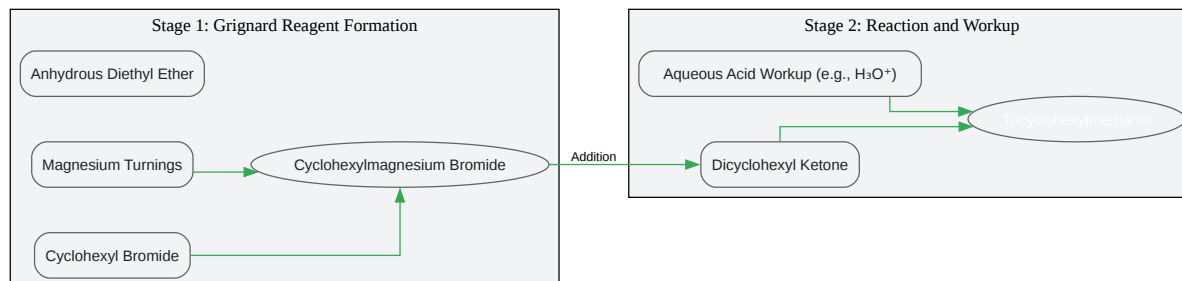 Stage 1: Grignard Reagent Formation
Anhydrous Diethyl Ether
Magnesium Turnings
Cyclohexylmagnesium Bromide
Cyclohexyl Bromide
Addition
Stage 2: Reaction and Workup
Aqueous Acid Workup (e.g., H₃O⁺)
Tricyclohexylmethanol
Dicyclohexyl Ketone